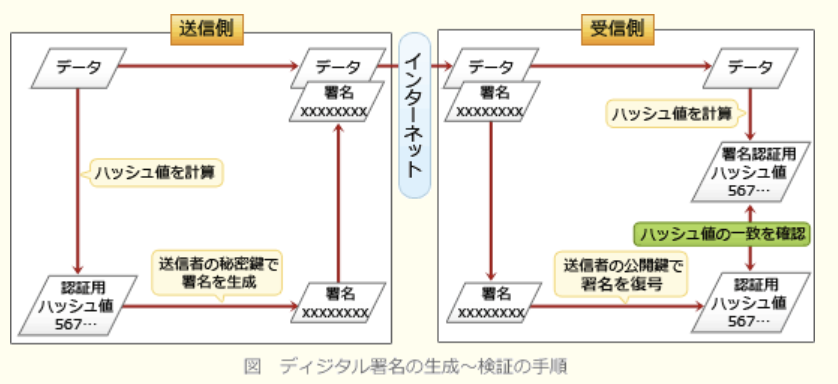 送信側
データ
データ
署名
xxxxxxxx
ハッシュ値を計算
認証用
ハッシュ値
567…
送信者の秘密鍵で
署名を生成
署名
xxxxxxxx
インターネット
受信側
データ
署名
xxxxxxxx
データ
ハッシュ値を計算
署名認証用
ハッシュ値
567…
ハッシュ値の一致を確認
署名
xxxxxxxx
送信者の公開鍵で
署名を復号
認証用
ハッシュ値
567…
図　ディジタル署名の生成～検証の手順